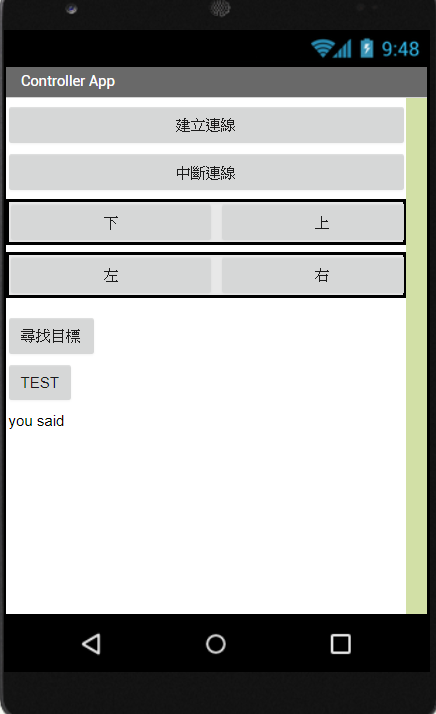 9:48
Controller App
建立連線
中斷連線
下 上
左 右
尋找目標
TEST
you said